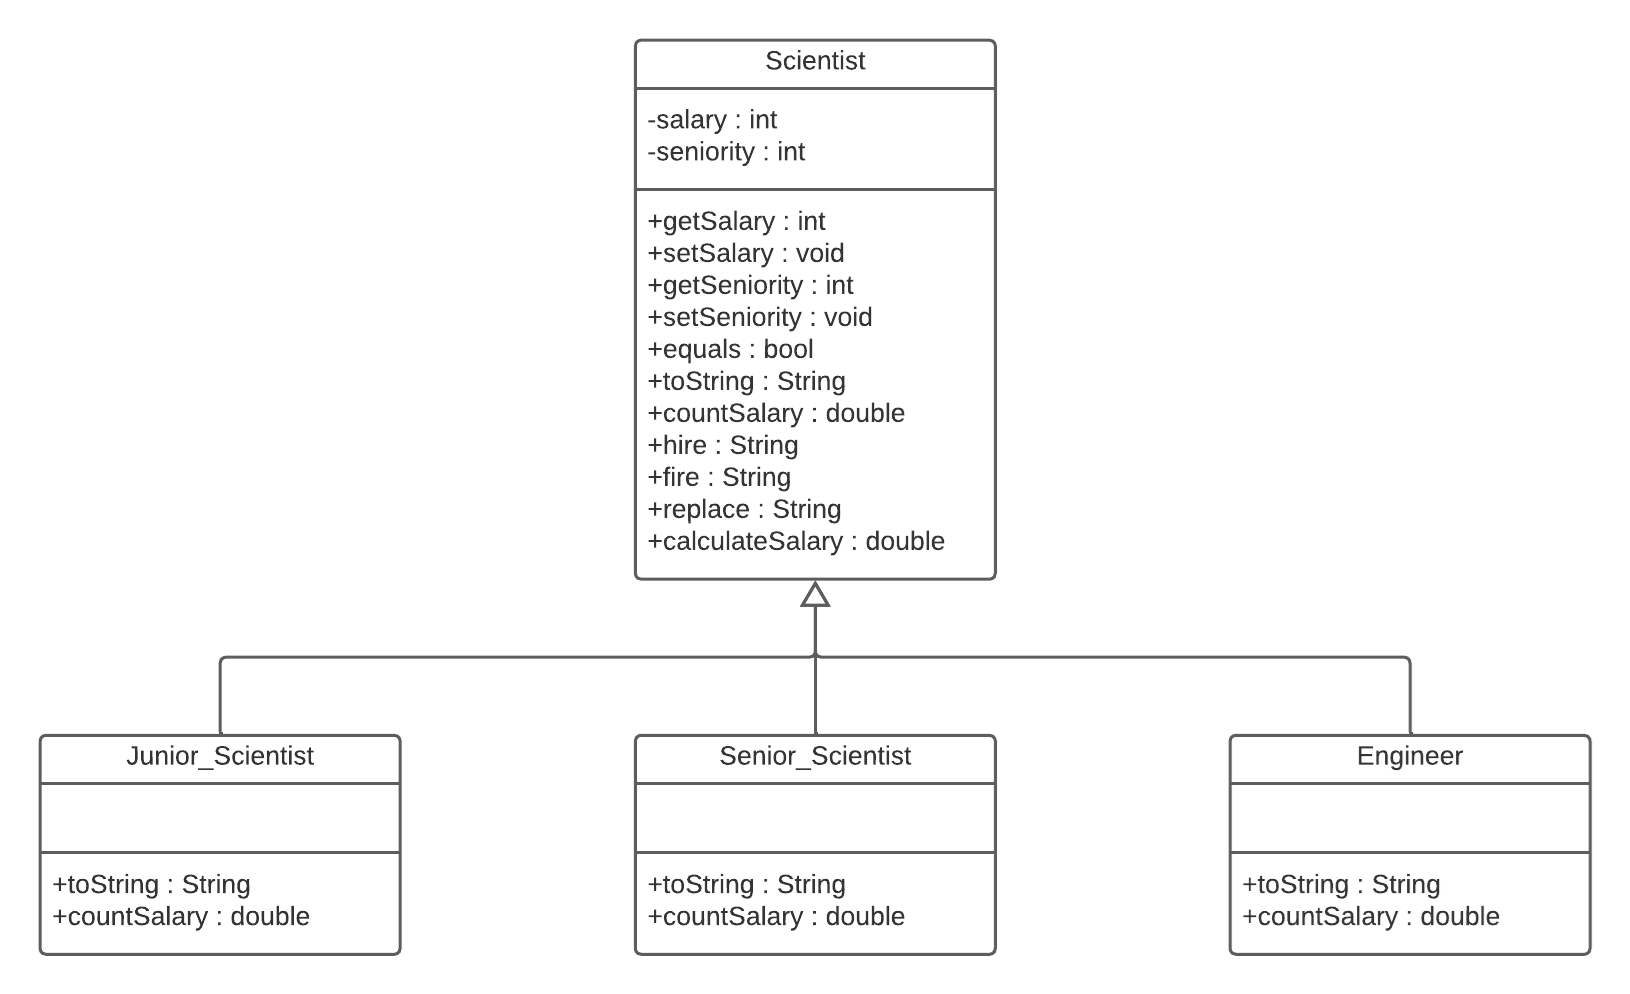 Scientist
-salary : int
-seniority : int
+getSalary : int
+setSalary : void
+getSeniority : int
+setSeniority : void
+equals : bool
+toString : String
+countSalary : double
+hire : String
+fire : String
+replace : String
+calculateSalary : double
Junior_Scientist
+toString : String
+countSalary : double
Senior_Scientist
+toString : String
+countSalary : double
Engineer
+toString : String
+countSalary : double